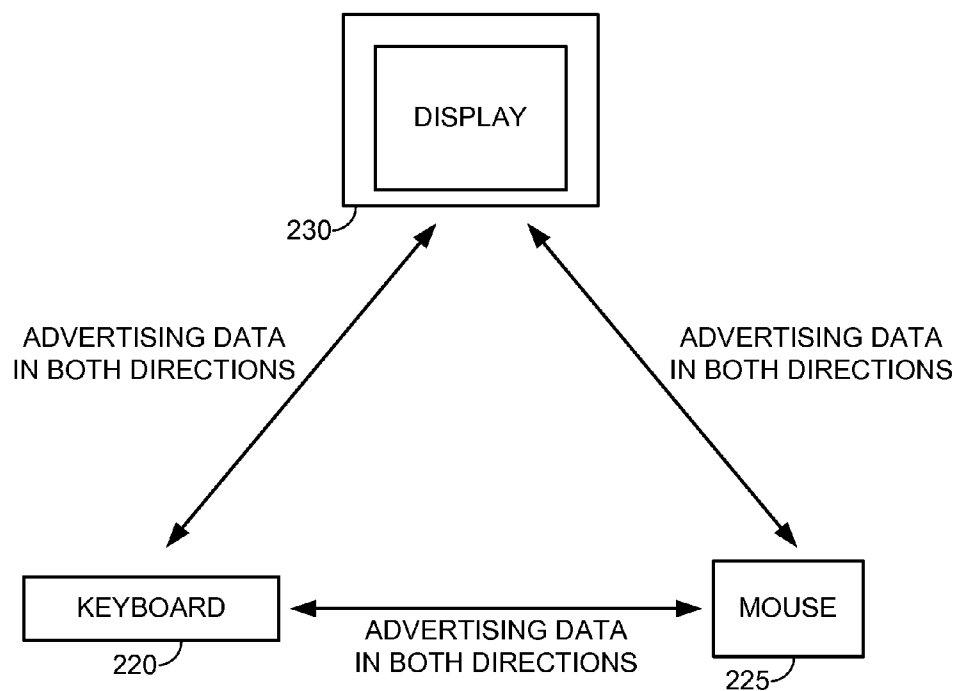 DISPLAY
230
ADVERTISING DATA
IN BOTH DIRECTIONS
ADVERTISING DATA
IN BOTH DIRECTIONS
KEYBOARD
220
ADVERTISING DATA
IN BOTH DIRECTIONS
MOUSE
225